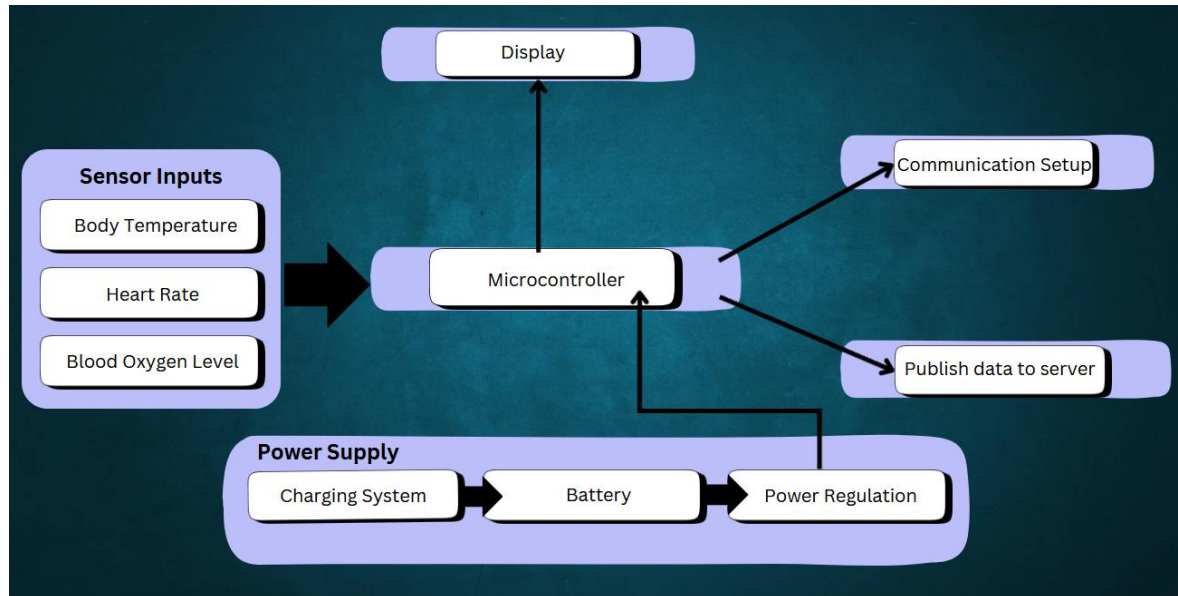 Display
Communication Setup
Sensor Inputs
Body Temperature
Heart Rate
Blood Oxygen Level
Microcontroller
Publish data to server
Power Supply
Charging System
Battery
Power Regulation